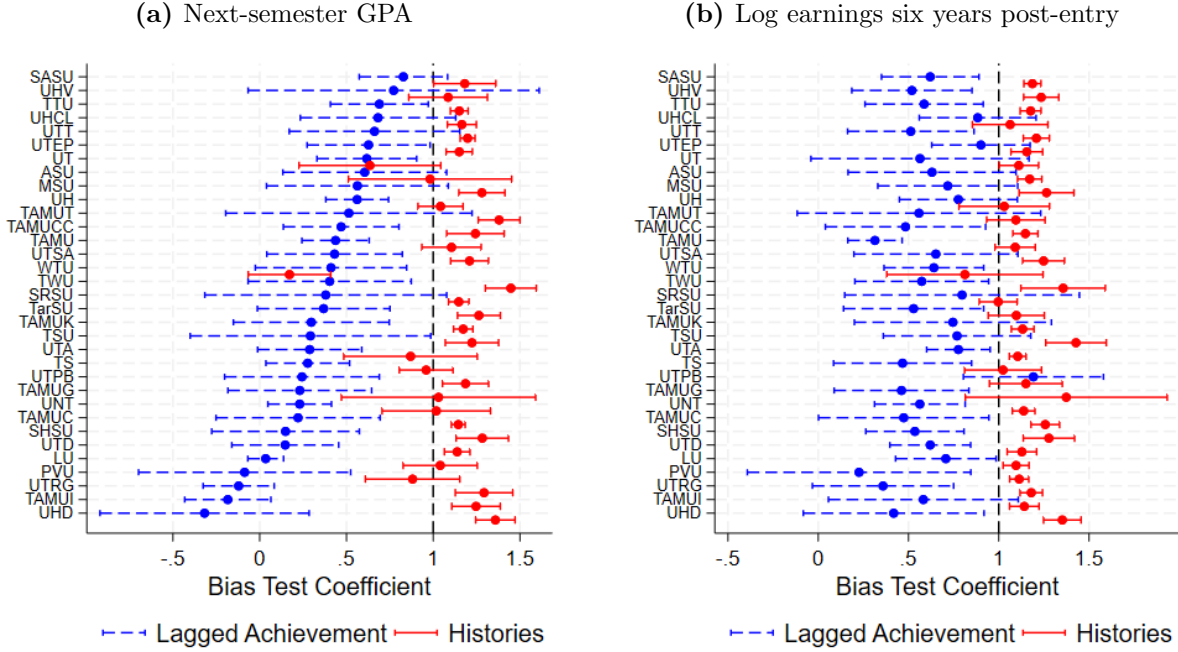 (a) Next-semester GPA
SASU
UHV
TTU
UHCL
UTT
UTEP
UT
ASU
MSU
UH
TAMUT
TAMUCC
TAMU
UTSA
WTU
TWU
SRSU
TarSU
TAMUK
TSU
UTA
TS
UTPB
TAMUG
UNT
TAMUC
SHSU
UTD
LU
PVU
UTRG
TAMUI
UHD
-.5 0 .5 1 1.5
Bias Test Coefficient
Lagged Achievement Histories
(b) Log earnings six years post-entry
SASU
UHV
TTU
UHCL
UTT
UTEP
UT
ASU
MSU
UH
TAMUT
TAMUCC
TAMU
UTSA
WTU
TWU
SRSU
TarSU
TAMUK
TSU
UTA
TS
UTPB
TAMUG
UNT
TAMUC
SHSU
UTD
LU
PVU
UTRG
TAMUI
UHD
-.5 0 .5 1 1.5
Bias Test Coefficient
Lagged Achievement Histories